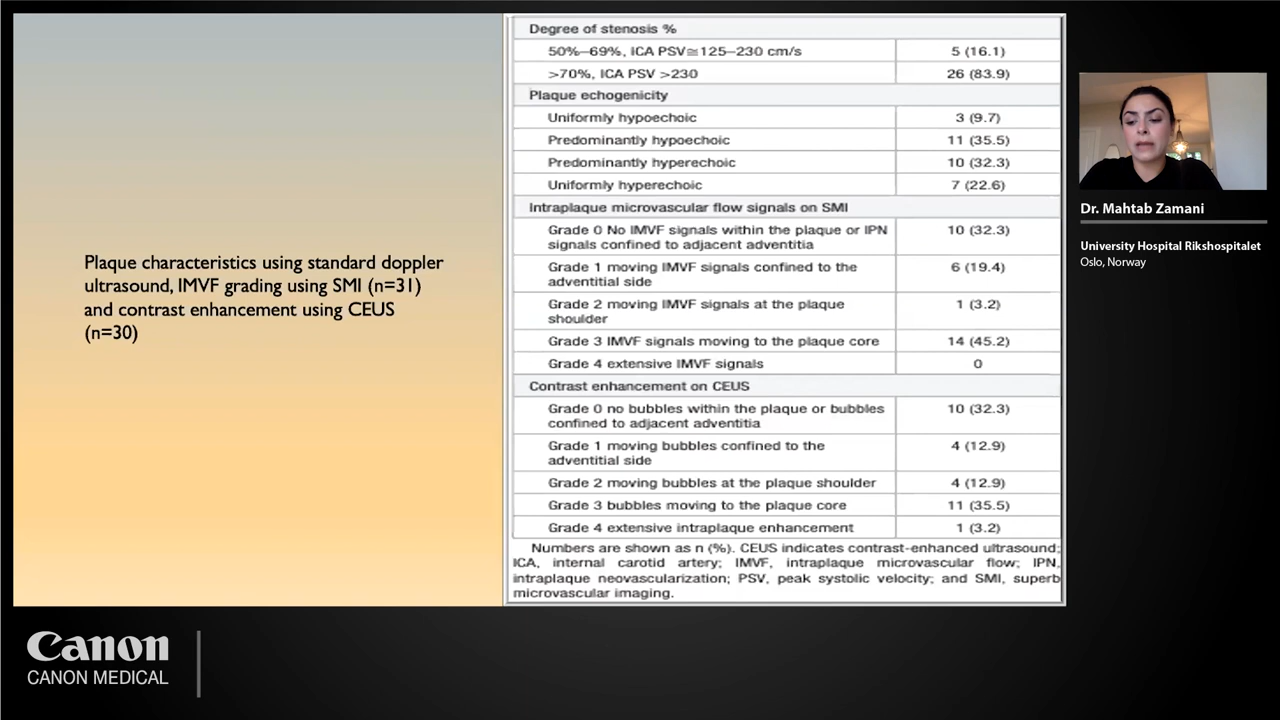 Plaque characteristics using standard doppler
ultrasound, IMVF grading using SMI (n=31)
and contrast enhancement using CEUS
(n=30)
Degree of stenosis %
50%–69%, ICA PSV≅125–230 cm/s 5 (16.1)
>70%, ICA PSV >230 26 (83.9)
Plaque echogenicity
Uniformly hypoechoic 3 (9.7)
Predominantly hypoechoic 11 (35.5)
Predominantly hyperechoic 10 (32.3)
Uniformly hyperechoic 7 (22.6)
Intraplaque microvascular flow signals on SMI
Grade 0 No IMVF signals within the plaque or IPN 10 (32.3)
signals confined to adjacent adventitia
Grade 1 moving IMVF signals confined to the 6 (19.4)
adventitial side
Grade 2 moving IMVF signals at the plaque 1 (3.2)
shoulder
Grade 3 IMVF signals moving to the plaque core 14 (45.2)
Grade 4 extensive IMVF signals 0
Contrast enhancement on CEUS
Grade 0 no bubbles within the plaque or bubbles 10 (32.3)
confined to adjacent adventitia
Grade 1 moving bubbles confined to the 4 (12.9)
adventitial side
Grade 2 moving bubbles at the plaque shoulder 4 (12.9)
Grade 3 bubbles moving to the plaque core 11 (35.5)
Grade 4 extensive intraplaque enhancement 1 (3.2)
Numbers are shown as n (%). CEUS indicates contrast-enhanced ultrasound;
ICA, internal carotid artery; IMVF, intraplaque microvascular flow; IPN,
intraplaque neovascularization; PSV, peak systolic velocity; and SMI, superb
microvascular imaging.
Dr. Mahtab Zamani
University Hospital Rikshospitalet
Oslo, Norway
Canon
CANON MEDICAL